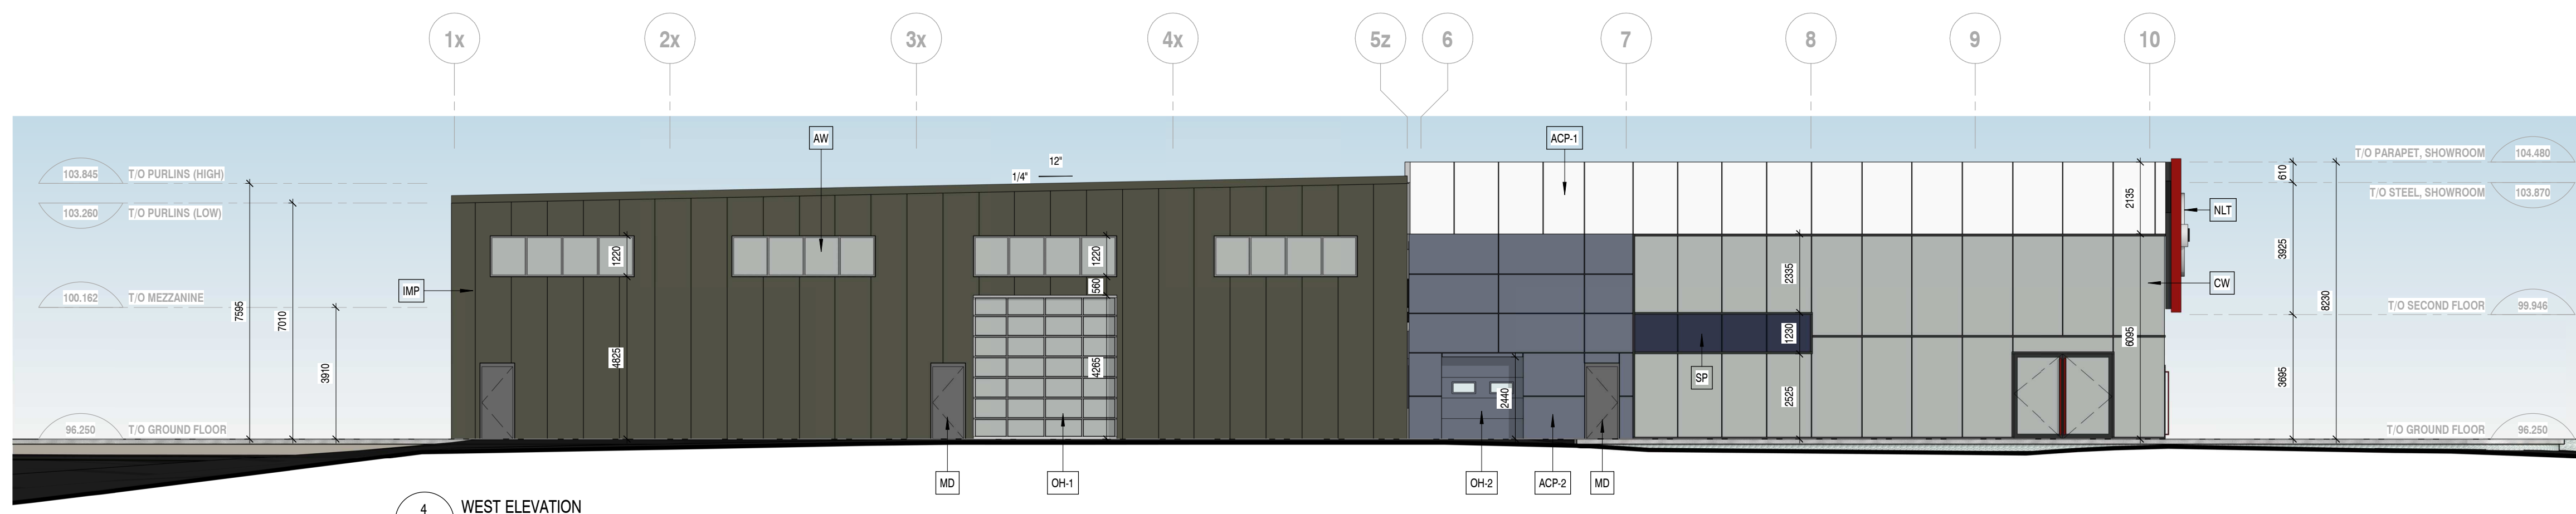 1x 2x 3x 4x 5z 6 7 8 9 10
AW
ACP-1
12"
1/4"
103.845 T/O PURLINS (HIGH)
103.260 T/O PURLINS (LOW)
100.162 T/O MEZZANINE
96.250 T/O GROUND FLOOR
7595
7010
3910
IMP
1220
4825
1220
560
4265
2440
2335
1230
2525
2135
6095
SP
NLT
CW
610
3925
3695
8230
T/O PARAPET, SHOWROOM 104.480
T/O STEEL, SHOWROOM 103.870
T/O SECOND FLOOR 99.946
T/O GROUND FLOOR 96.250
MD
OH-1
OH-2
ACP-2
MD
4 WEST ELEVATION